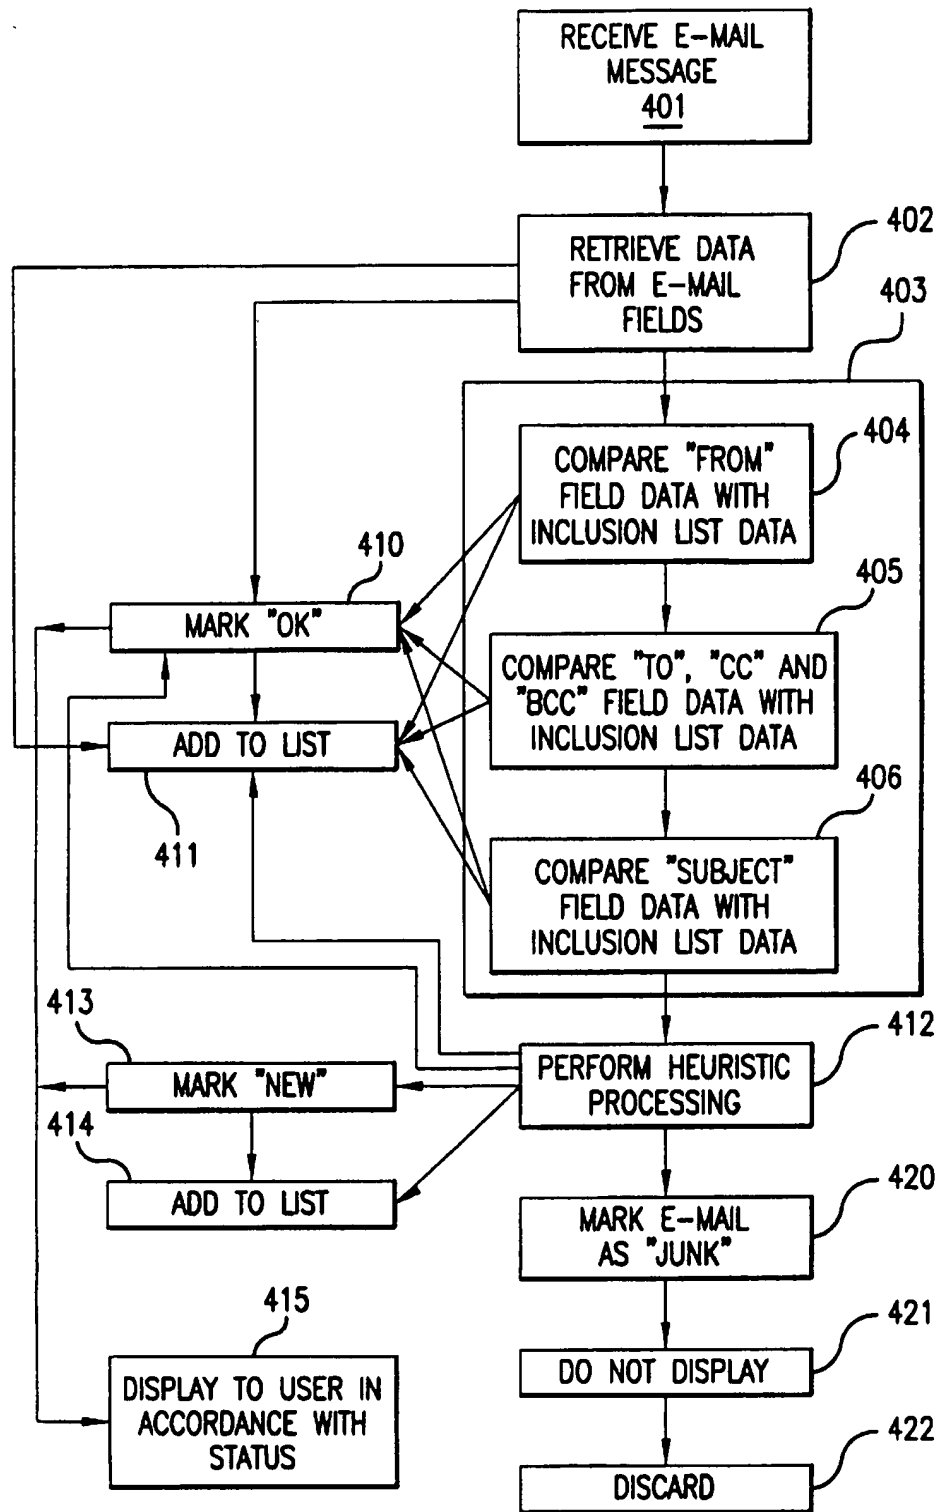 RECEIVE E-MAIL
MESSAGE
401
402
RETRIEVE DATA
FROM E-MAIL
FIELDS
403
404
COMPARE "FROM"
FIELD DATA WITH
INCLUSION LIST DATA
410
MARK "OK"
405
COMPARE "TO", "CC" AND
"BCC" FIELD DATA WITH
INCLUSION LIST DATA
ADD TO LIST
411
406
COMPARE "SUBJECT"
FIELD DATA WITH
INCLUSION LIST DATA
413
MARK "NEW"
412
PERFORM HEURISTIC
PROCESSING
414
ADD TO LIST
420
MARK E-MAIL
AS "JUNK"
415
DISPLAY TO USER IN
ACCORDANCE WITH
STATUS
421
DO NOT DISPLAY
422
DISCARD